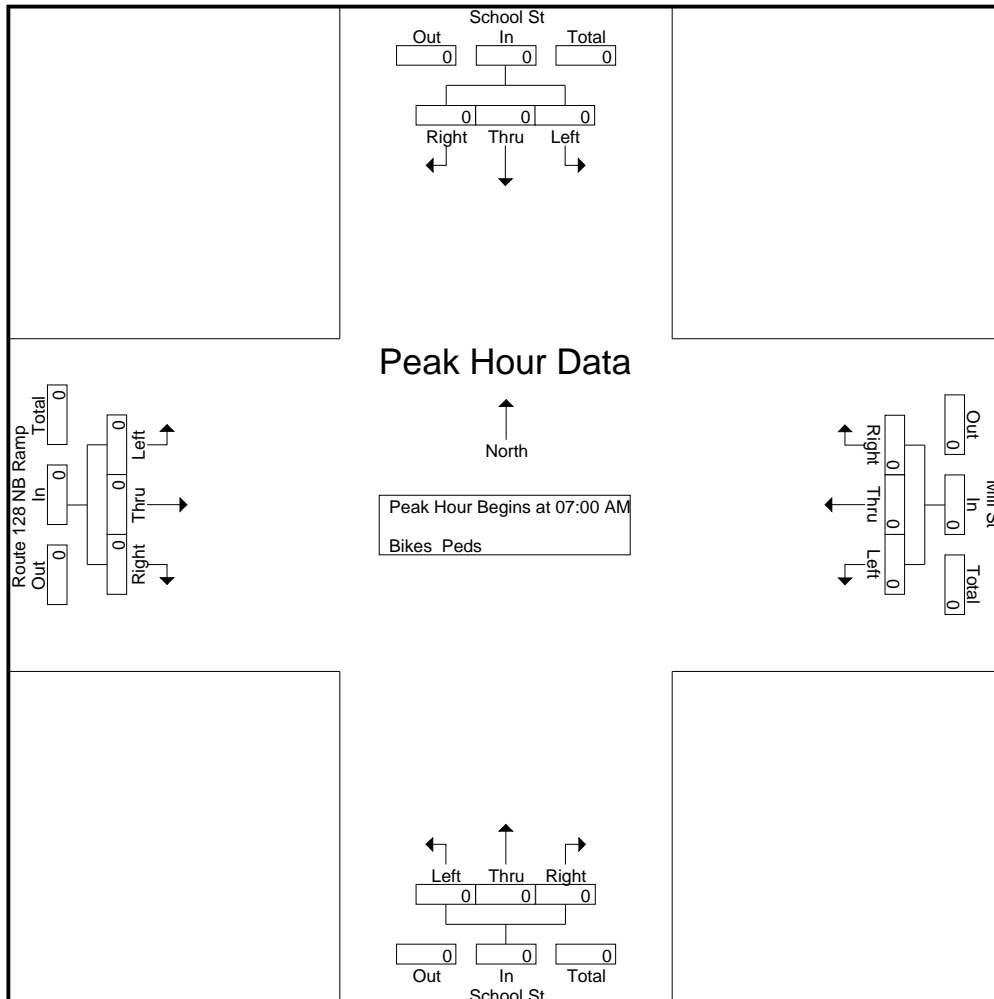 School St
Out In Total
0 0 0
0 0 0
Right Thru Left
Peak Hour Data
North
Peak Hour Begins at 07:00 AM
Bikes Peds
Route 128 NB Ramp
Total In Out
0 0 0
0 0 0
Left Thru Right
Mill St
Out In Total
0 0 0
0 0 0
Right Thru Left
Left Thru Right
0 0 0
0 0 0
Out In Total
School St